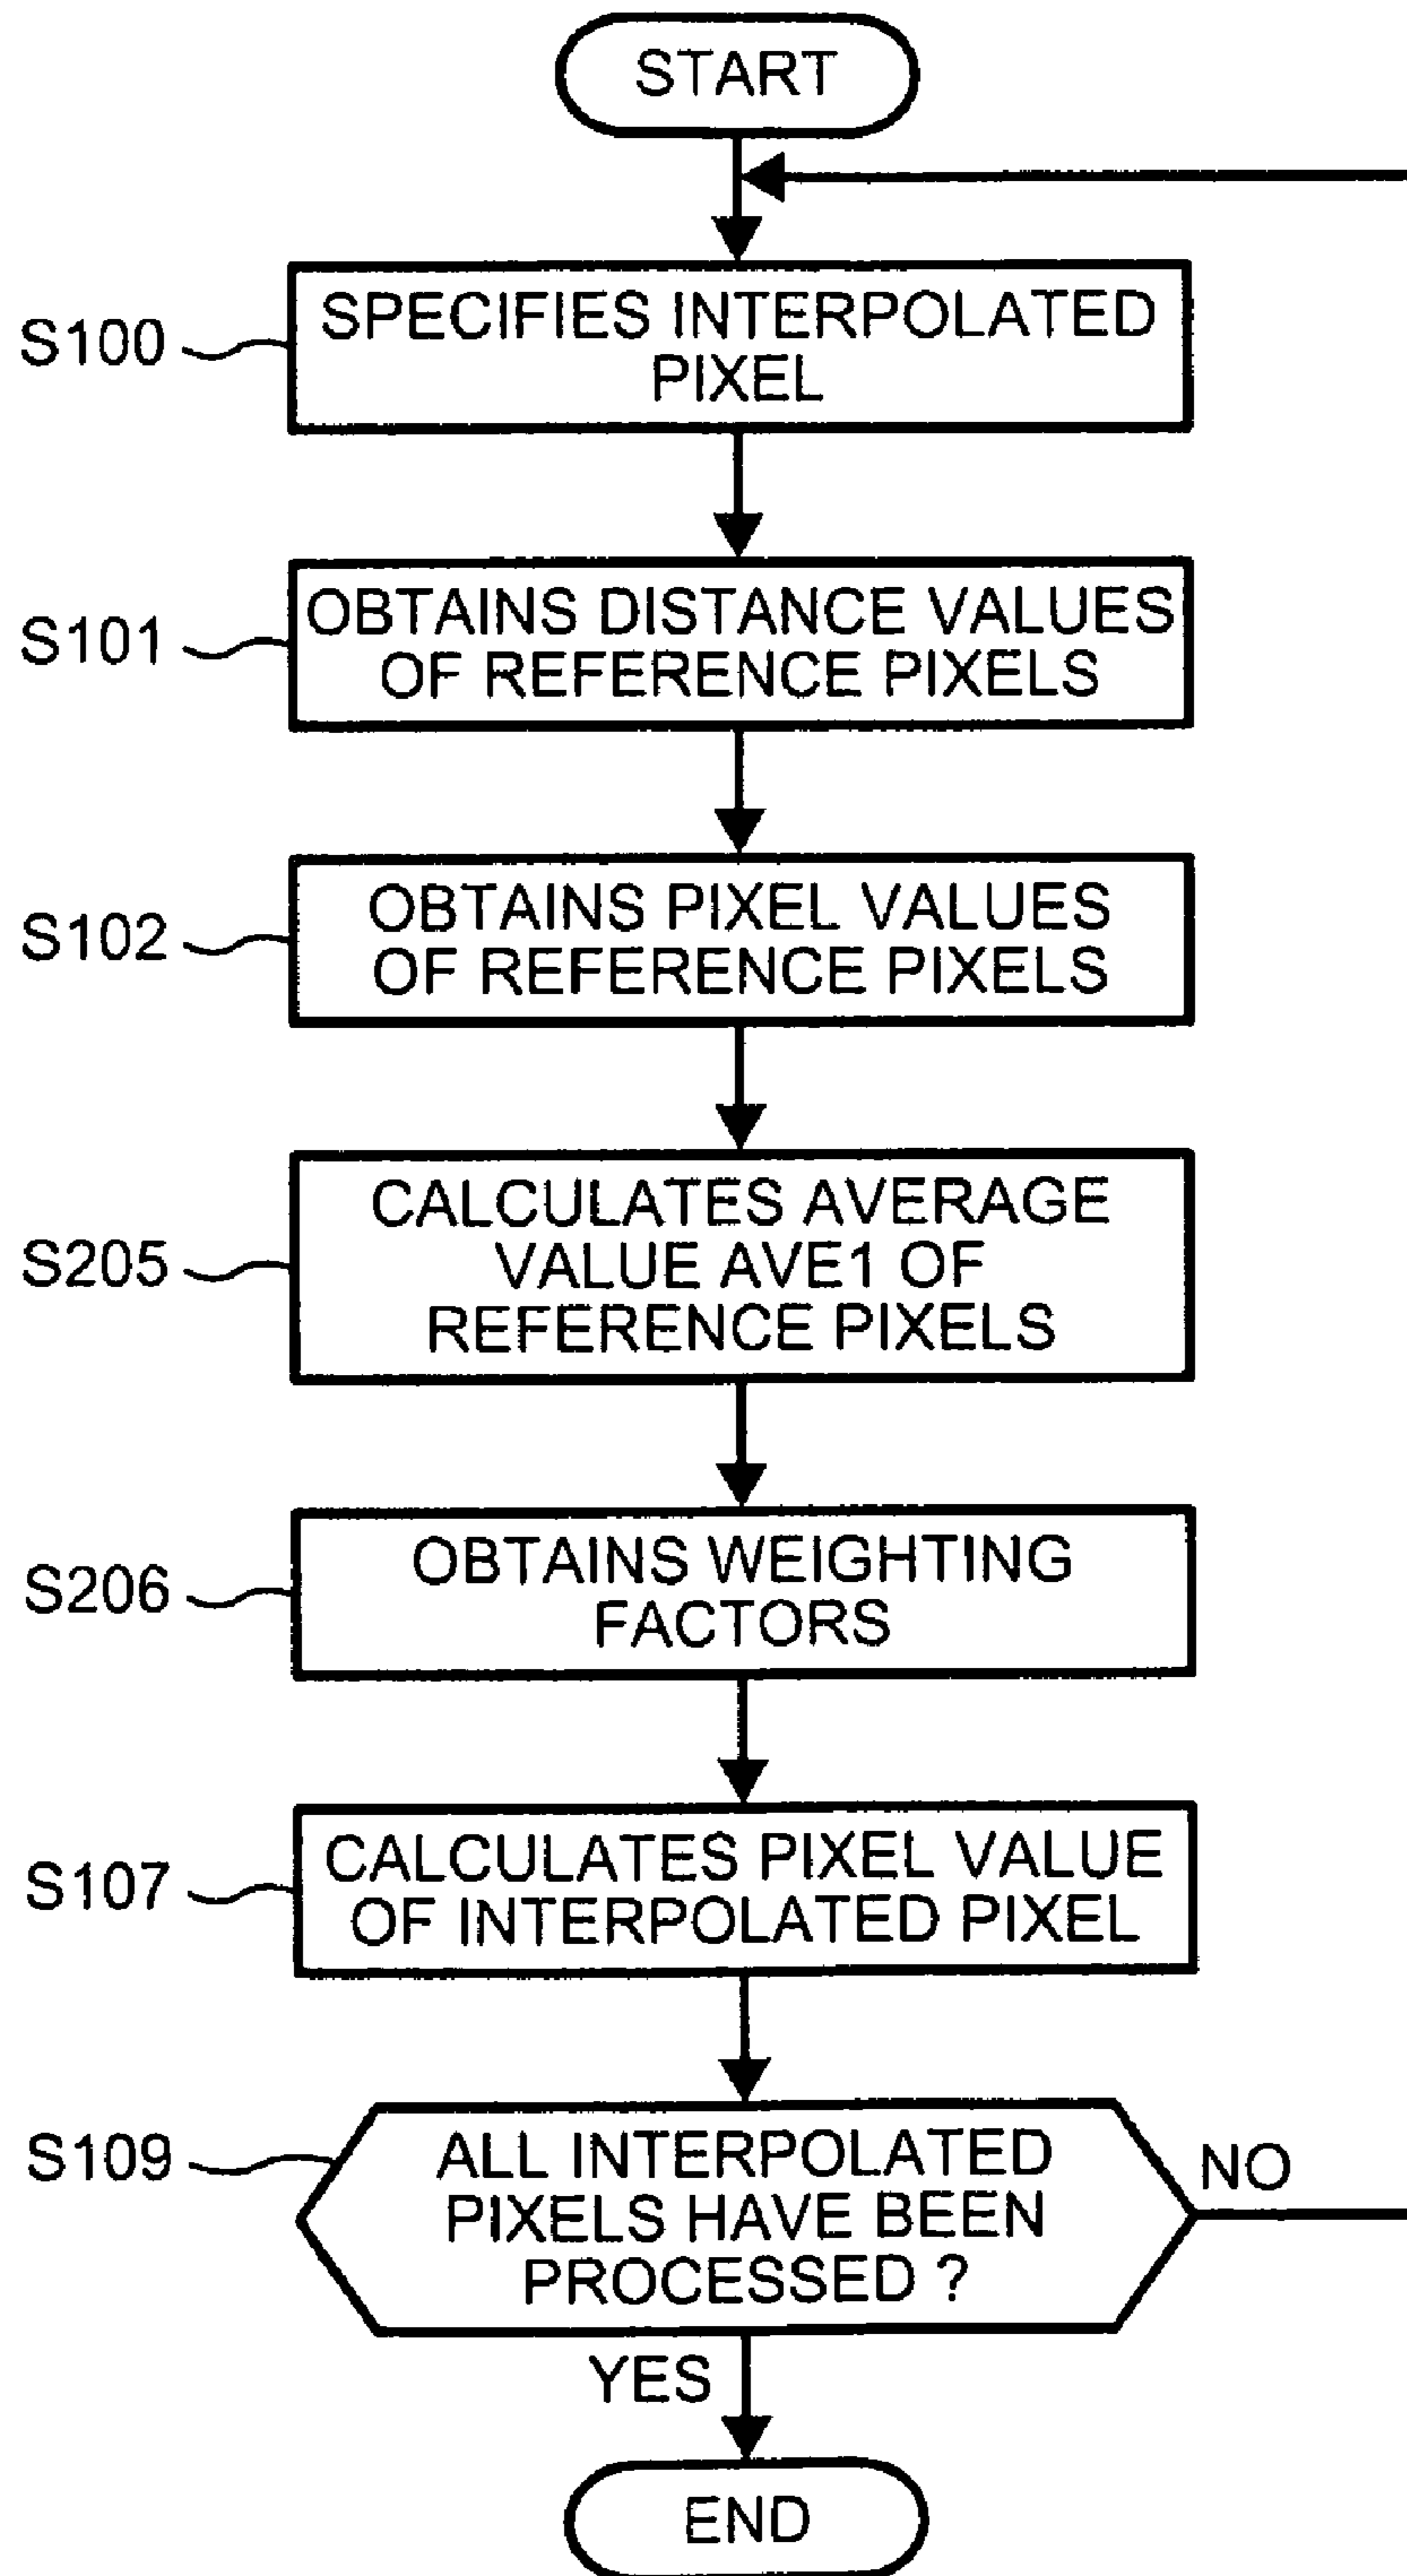 START
S100
SPECIFIES INTERPOLATED
PIXEL
S101
OBTAINS DISTANCE VALUES
OF REFERENCE PIXELS
S102
OBTAINS PIXEL VALUES
OF REFERENCE PIXELS
S205
CALCULATES AVERAGE
VALUE AVE1 OF
REFERENCE PIXELS
S206
OBTAINS WEIGHTING
FACTORS
S107
CALCULATES PIXEL VALUE
OF INTERPOLATED PIXEL
S109
ALL INTERPOLATED
PIXELS HAVE BEEN
PROCESSED ?
NO
YES
END